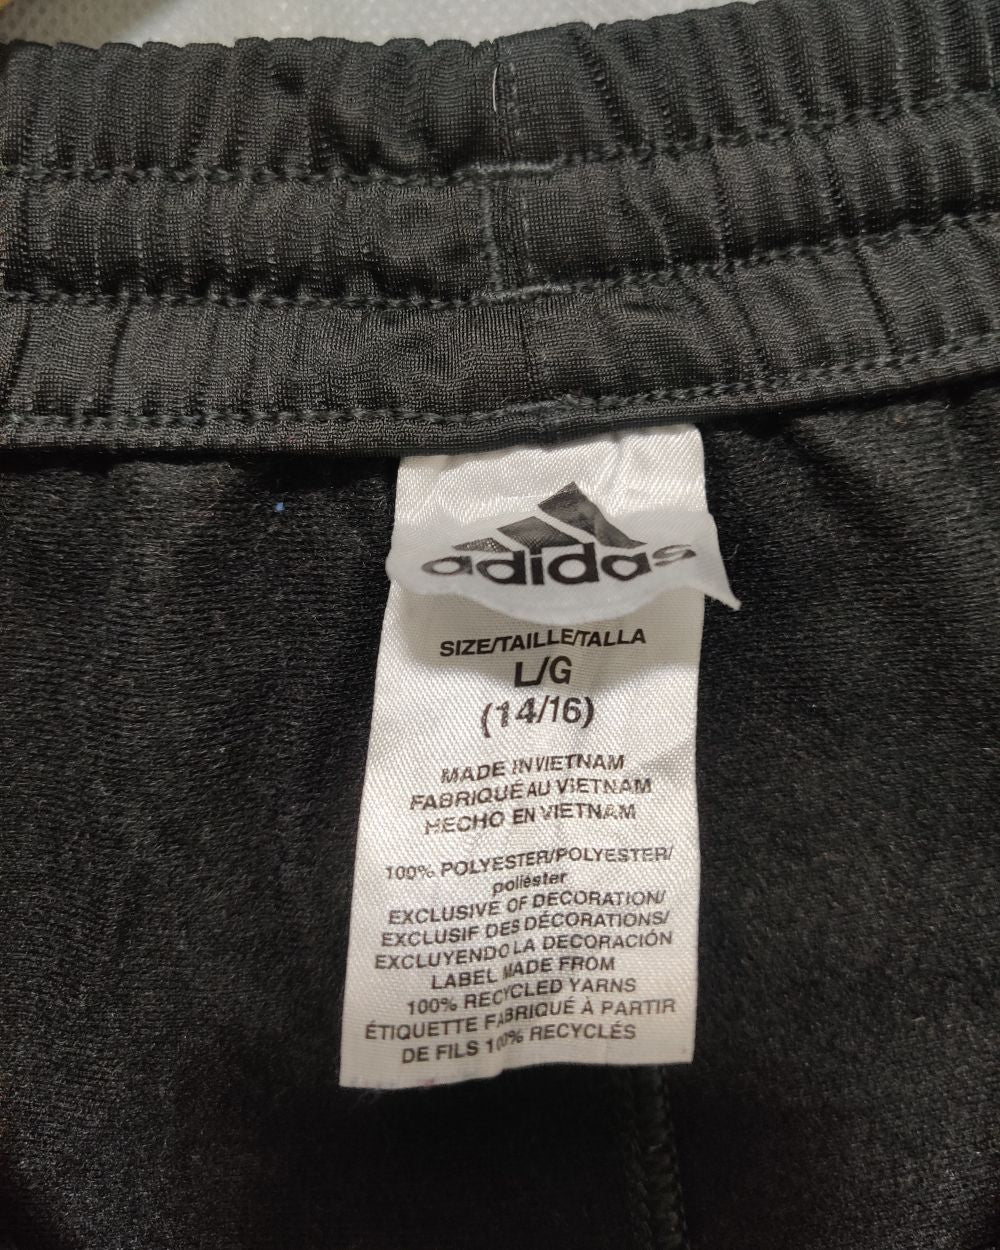 adidas
SIZE/TAILLE/TALLA
L/G
(14/16)
MADE IN VIETNAM
FABRIQUÉ AU VIETNAM
HECHO EN VIETNAM
100% POLYESTER/POLYESTER/
poliéster
EXCLUSIVE OF DECORATION/
EXCLUSIF DES DÉCORATIONS/
EXCLUYENDO LA DECORACIÓN
LABEL MADE FROM
100% RECYCLED YARNS
ÉTIQUETTE FABRIQUÉ À PARTIR
DE FILS 100% RECYCLÉS